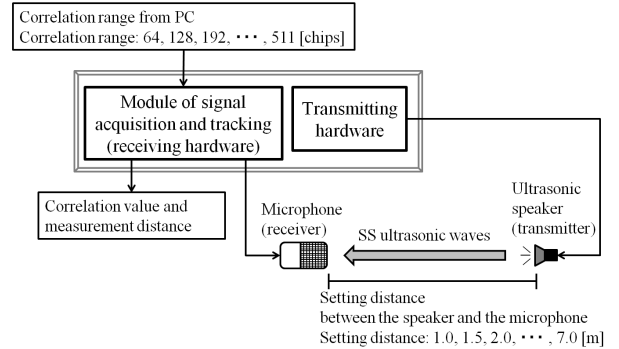 Correlation range from PC
Correlation range: 64, 128, 192, ･･･ , 511 [chips]
Module of signal
acquisition and tracking
(receiving hardware)
Transmitting
hardware
Correlation value and
measurement distance
Microphone
(receiver)
SS ultrasonic waves
Ultrasonic
speaker
(transmitter)
Setting distance
between the speaker and the microphone
Setting distance: 1.0, 1.5, 2.0, ･･･ , 7.0 [m]